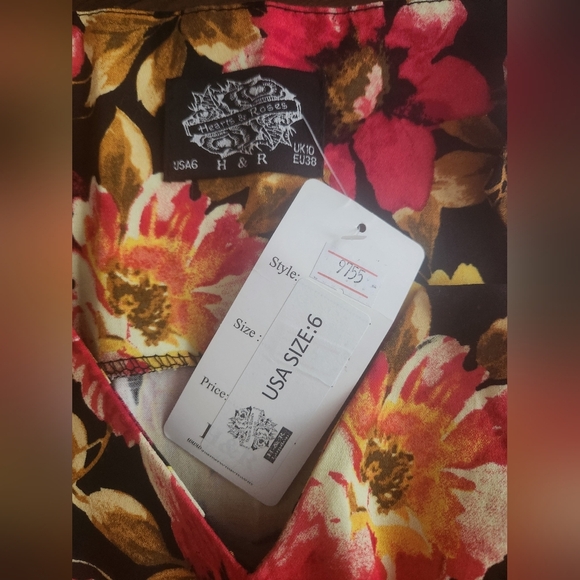 Hearts & Roses
USA6
H & R
UK10
EU38
Style:
9755
Size :
USA SIZE:6
Price: